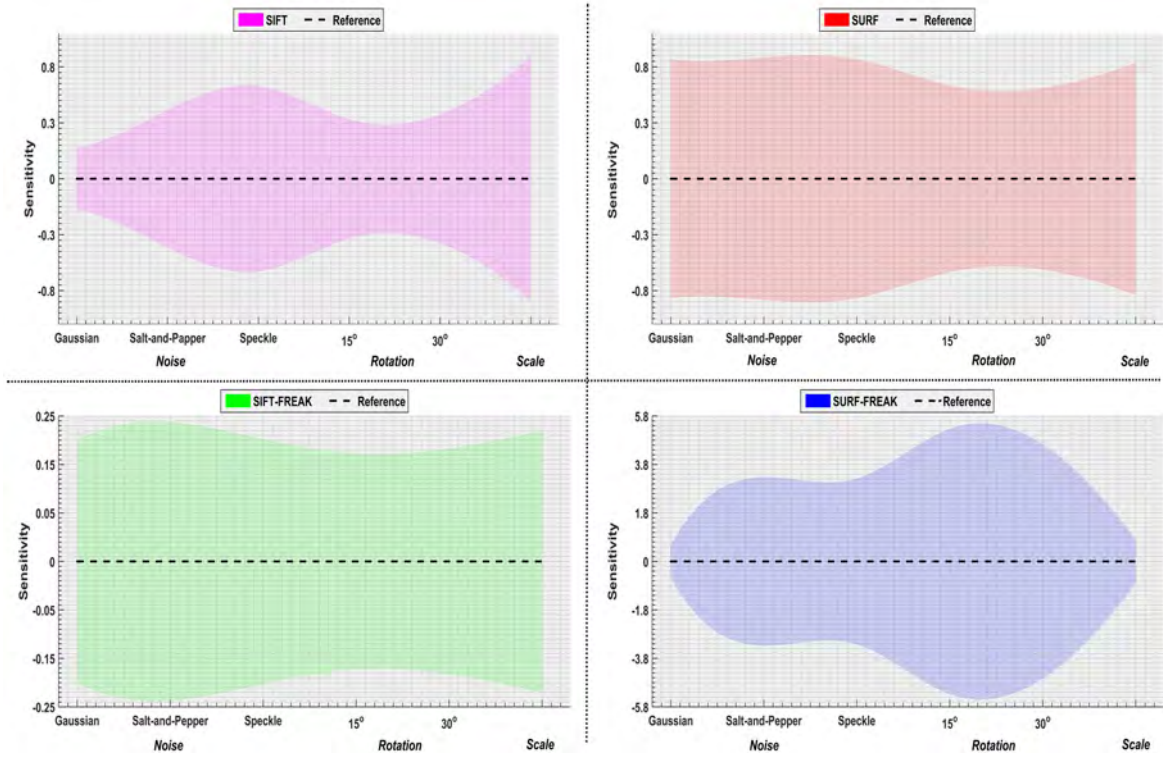 SIFT Reference
Sensitivity
0.8
0.3
0
-0.3
-0.8
Gaussian Salt-and-Papper Speckle 15° 30°
Noise Rotation Scale
SURF Reference
Sensitivity
0.8
0.3
0
-0.3
-0.8
Gaussian Salt-and-Pepper Speckle 15° 30°
Noise Rotation Scale
SIFT-FREAK Reference
Sensitivity
0.25
0.15
0.05
0
-0.05
-0.15
-0.25
Gaussian Salt-and-Pepper Speckle 15° 30°
Noise Rotation Scale
SURF-FREAK Reference
Sensitivity
5.8
3.8
1.8
0
-1.8
-3.8
-5.8
Gaussian Salt-and-Pepper Speckle 15° 30°
Noise Rotation Scale